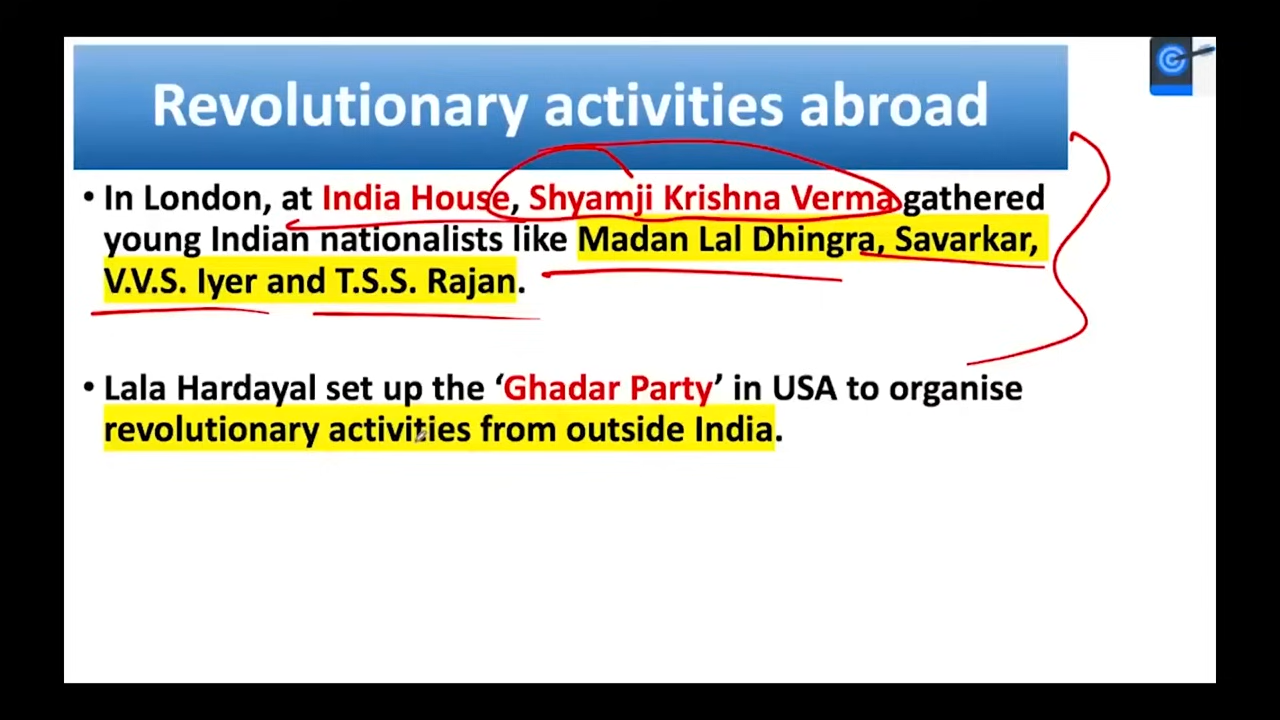 Revolutionary activities abroad
• In London, at India House, Shyamji Krishna Verma gathered
young Indian nationalists like Madan Lal Dhingra, Savarkar,
V.V.S. Iyer and T.S.S. Rajan.
• Lala Hardayal set up the ‘Ghadar Party’ in USA to organise
revolutionary activities from outside India.